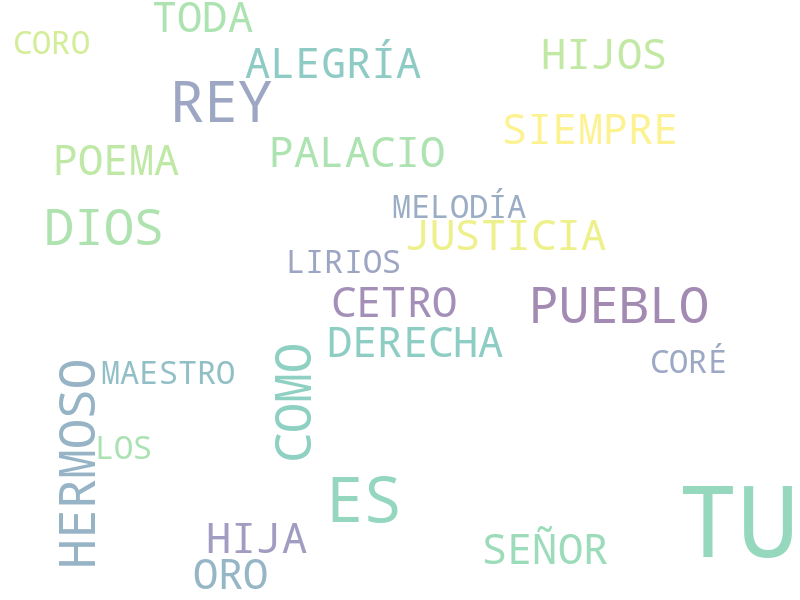 TODA
CORO
ALEGRÍA
HIJOS
REY
SIEMPRE
POEMA
PALACIO
MELODÍA
DIOS
JUSTICIA
LIRIOS
CETRO
PUEBLO
DERECHA
CORÉ
MAESTRO
COMO
HERMOSO
LOS
ES
TU
HIJA
SEÑOR
ORO